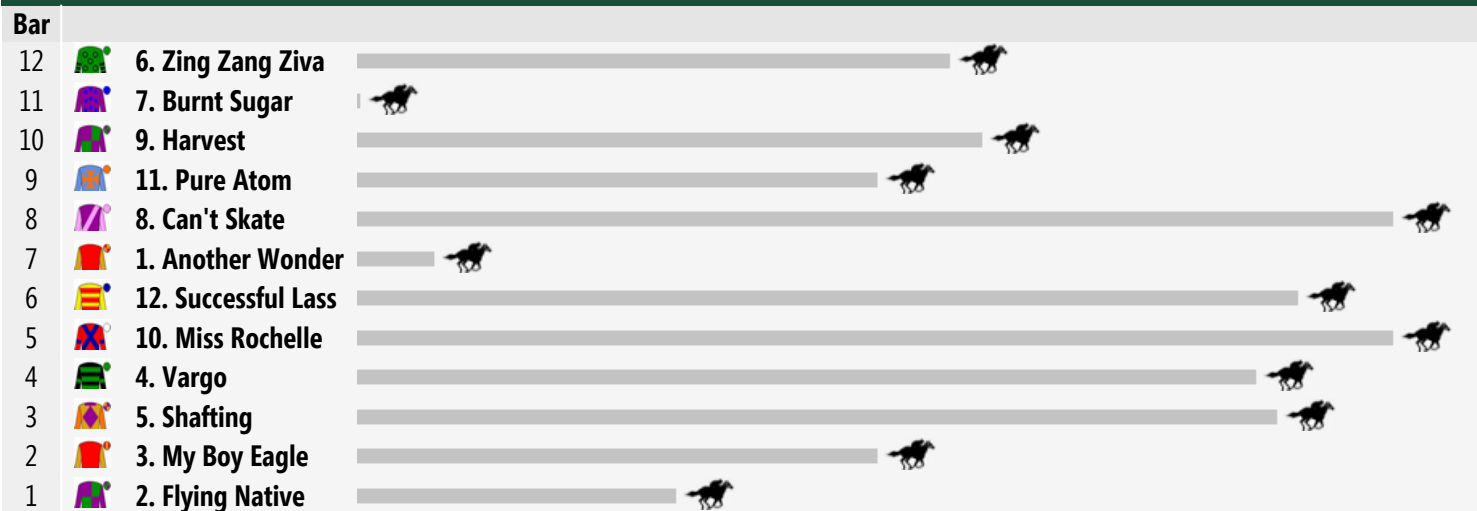 Bar
12 6. Zing Zang Ziva
11 7. Burnt Sugar
10 9. Harvest
9 11. Pure Atom
8 8. Can't Skate
7 1. Another Wonder
6 12. Successful Lass
5 10. Miss Rochelle
4 4. Vargo
3 5. Shafting
2 3. My Boy Eagle
1 2. Flying Native